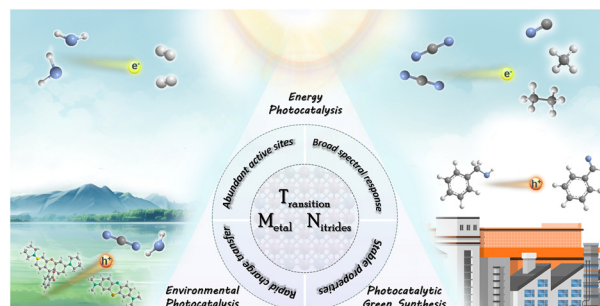 e⁻
e⁻
Energy
Photocatalysis
Abundant active sites
Broad spectral response
Transition
Metal Nitrides
h⁺
h⁺
Rapid charge transfer
Stable properties
Environmental
Photocatalysis
Photocatalytic
Green Synthesis